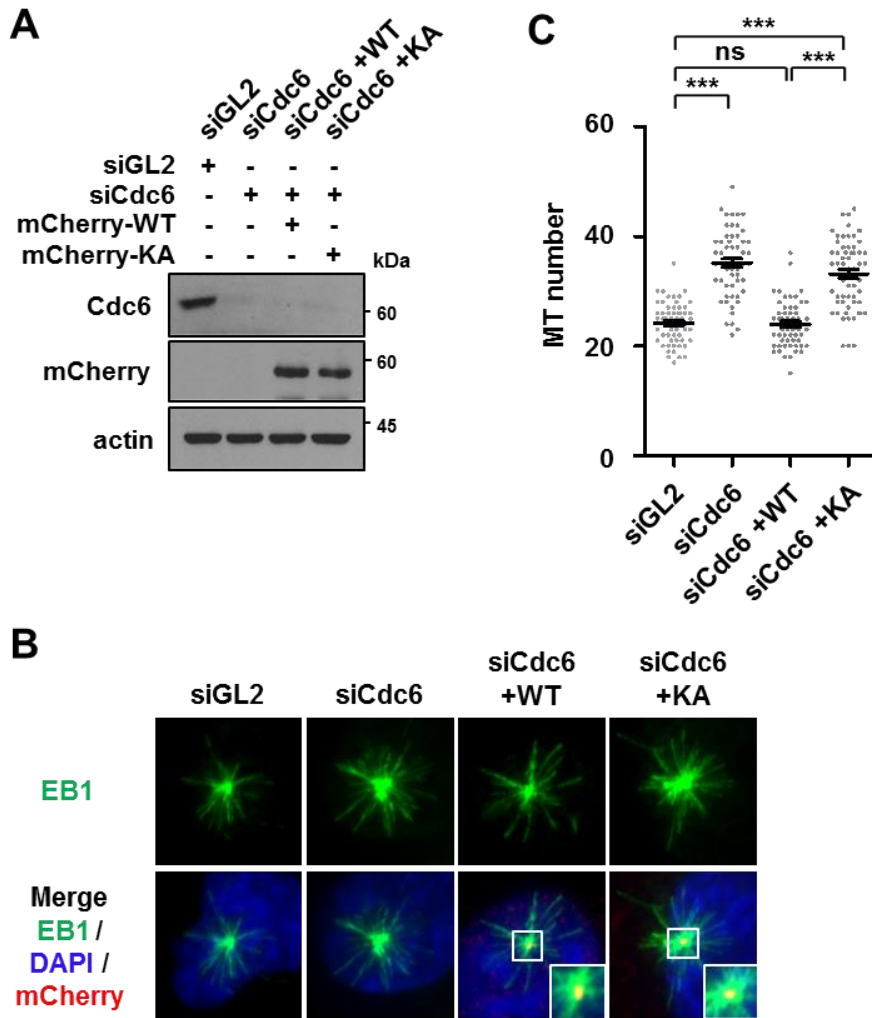 A
siGL2
siCdc6
siCdc6 +WT
siCdc6 +KA
siGL2 + - - -
siCdc6 - + + +
mCherry-WT - - + -
mCherry-KA - - - +
kDa
Cdc6
60
mCherry
60
actin
45
C
***
ns
***
***
MT number
60
40
20
0
siGL2
siCdc6
siCdc6 +WT
siCdc6 +KA
B
siGL2
siCdc6
siCdc6
+WT
siCdc6
+KA
EB1
Merge
EB1 /
DAPI /
mCherry